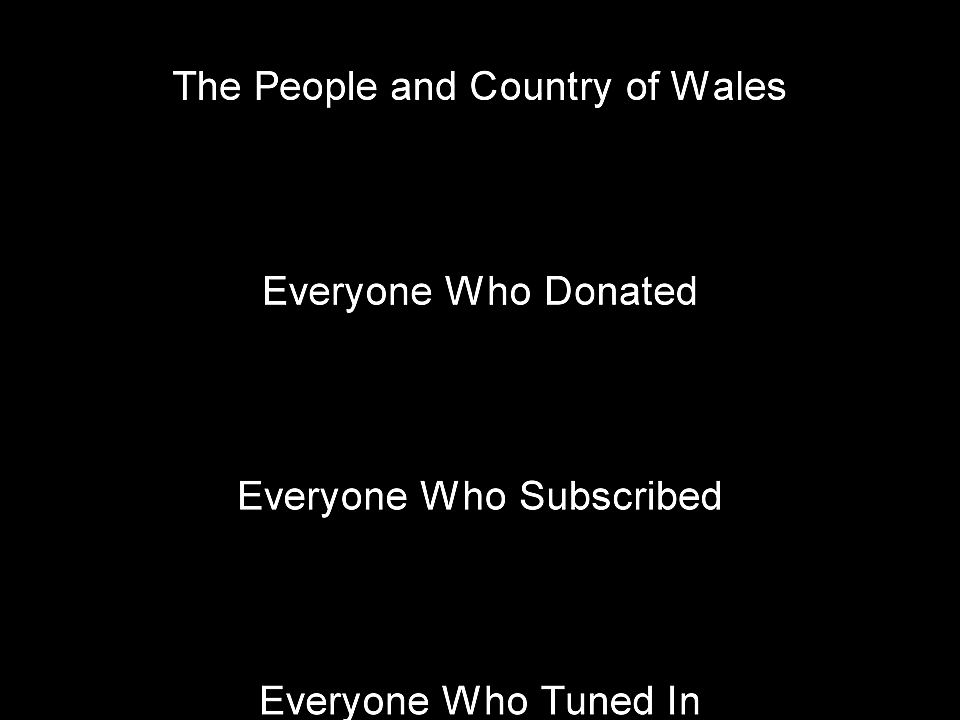 The People and Country of Wales
Everyone Who Donated
Everyone Who Subscribed
Everyone Who Tuned In